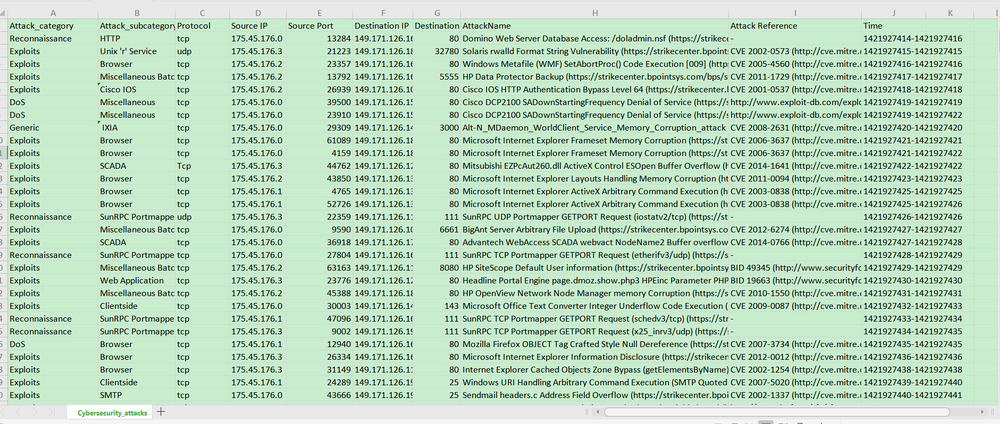 A B C D E F G H I J K
Attack_category Attack_subcategory Protocol Source IP Source Port Destination IP Destination AttackName Attack Reference Time
Reconnaissance HTTP tcp 175.45.176.0 13284 149.171.126.16 80 Domino Web Server Database Access: /doladmin.nsf (https://strikece - 1421927414-1421927416
Exploits Unix 'r' Service udp 175.45.176.3 21223 149.171.126.18 32780 Solaris rwalld Format String Vulnerability (https://strikecenter.bpoints CVE 2002-0573 (http://cve.mitre.o 1421927415-1421927415
Exploits Browser tcp 175.45.176.2 23357 149.171.126.16 80 Windows Metafile (WMF) SetAbortProc() Code Execution [009] (http CVE 2005-4560 (http://cve.mitre.o 1421927416-1421927416
Exploits Miscellaneous Batc tcp 175.45.176.2 13792 149.171.126.16 5555 HP Data Protector Backup (https://strikecenter.bpointsys.com/bps/s CVE 2011-1729 (http://cve.mitre.o 1421927417-1421927417
Exploits Cisco IOS tcp 175.45.176.2 26939 149.171.126.10 80 Cisco IOS HTTP Authentication Bypass Level 64 (https://strikecenter.l CVE 2001-0537 (http://cve.mitre.o 1421927418-1421927418
DoS Miscellaneous tcp 175.45.176.0 39500 149.171.126.15 80 Cisco DCP2100 SADownStartingFrequency Denial of Service (https://s http://www.exploit-db.com/explo 1421927419-1421927419
DoS Miscellaneous tcp 175.45.176.0 23910 149.171.126.15 80 Cisco DCP2100 SADownStartingFrequency Denial of Service (https://s http://www.exploit-db.com/explo 1421927419-1421927422
Generic IXIA tcp 175.45.176.0 29309 149.171.126.14 3000 Alt-N_MDaemon_WorldClient_Service_Memory_Corruption_attack CVE 2008-2631 (http://cve.mitre.o 1421927420-1421927420
Exploits Browser tcp 175.45.176.0 61089 149.171.126.18 80 Microsoft Internet Explorer Frameset Memory Corruption (https://st CVE 2006-3637 (http://cve.mitre.o 1421927421-1421927421
Exploits Browser tcp 175.45.176.0 4159 149.171.126.18 80 Microsoft Internet Explorer Frameset Memory Corruption (https://st CVE 2006-3637 (http://cve.mitre.o 1421927421-1421927422
Exploits SCADA Tcp 175.45.176.3 44762 149.171.126.12 80 Mitsubishi EZPcAut260.dll ActiveX Control ESOpen Buffer Overflow (h CVE 2014-1641 (http://cve.mitre.o 1421927422-1421927422
Exploits Browser tcp 175.45.176.2 43850 149.171.126.13 80 Microsoft Internet Explorer Layouts Handling Memory Corruption (ht CVE 2011-0094 (http://cve.mitre.o 1421927423-1421927423
Exploits Browser tcp 175.45.176.1 4765 149.171.126.13 80 Microsoft Internet Explorer ActiveX Arbitrary Command Execution (h CVE 2003-0838 (http://cve.mitre.o 1421927425-1421927425
Exploits Browser tcp 175.45.176.1 52726 149.171.126.13 80 Microsoft Internet Explorer ActiveX Arbitrary Command Execution (h CVE 2003-0838 (http://cve.mitre.o 1421927425-1421927426
Reconnaissance SunRPC Portmappe udp 175.45.176.3 22359 149.171.126.11 111 SunRPC UDP Portmapper GETPORT Request (iostatv2/tcp) (https://st - 1421927426-1421927426
Exploits Miscellaneous Batc tcp 175.45.176.0 9590 149.171.126.10 6661 BigAnt Server Arbitrary File Upload (https://strikecenter.bpointsys.co CVE 2012-6274 (http://cve.mitre.o 1421927427-1421927427
Exploits SCADA tcp 175.45.176.0 36918 149.171.126.17 80 Advantech WebAccess SCADA webvact NodeName2 Buffer overflow CVE 2014-0766 (http://cve.mitre.o 1421927427-1421927428
Reconnaissance SunRPC Portmappe tcp 175.45.176.0 27804 149.171.126.16 111 SunRPC TCP Portmapper GETPORT Request (etherifv3/udp) (https://s - 1421927428-1421927429
Exploits Miscellaneous Batc tcp 175.45.176.2 63163 149.171.126.11 8080 HP SiteScope Default User information (https://strikecenter.bpointsy BID 49345 (http://www.securityfo 1421927429-1421927429
Exploits Web Application tcp 175.45.176.3 23776 149.171.126.12 80 Headline Portal Engine page.dmoz.show.php3 HPEinc Parameter PHP BID 19663 (http://www.securityfo 1421927430-1421927430
Exploits Miscellaneous Batc tcp 175.45.176.2 45388 149.171.126.18 80 HP OpenView Network Node Manager memory Corruption (https://s CVE 2010-1550 (http://cve.mitre.o 1421927431-1421927431
Exploits Clientside tcp 175.45.176.0 30003 149.171.126.14 143 Microsoft Office Text Converter Integer Underflow Code Execution ( CVE 2009-0087 (http://cve.mitre.o 1421927432-1421927433
Reconnaissance SunRPC Portmappe tcp 175.45.176.1 47096 149.171.126.16 111 SunRPC TCP Portmapper GETPORT Request (schedv3/tcp) (https://str - 1421927433-1421927434
Reconnaissance SunRPC Portmappe tcp 175.45.176.3 9002 149.171.126.19 111 SunRPC TCP Portmapper GETPORT Request (x25_inrv3/udp) (https://s - 1421927434-1421927435
DoS Browser tcp 175.45.176.1 12940 149.171.126.16 80 Mozilla Firefox OBJECT Tag Crafted Style Null Dereference (https://st CVE 2007-3734 (http://cve.mitre.o 1421927435-1421927435
Exploits Browser tcp 175.45.176.3 26334 149.171.126.16 80 Microsoft Internet Explorer Information Disclosure (https://strikecen CVE 2012-0012 (http://cve.mitre.o 1421927436-1421927436
Exploits Browser tcp 175.45.176.3 31149 149.171.126.11 80 Internet Explorer Cached Objects Zone Bypass (getElementsByName) CVE 2002-1254 (http://cve.mitre.o 1421927438-1421927438
Exploits Clientside tcp 175.45.176.1 24289 149.171.126.19 25 Windows URI Handling Arbitrary Command Execution (SMTP Quoted CVE 2007-5020 (http://cve.mitre.o 1421927439-1421927440
Exploits SMTP tcp 175.45.176.0 43666 149.171.126.19 25 Sendmail headers.c Address Field Overflow (https://strikecenter.bpoi CVE 2002-1337 (http://cve.mitre.o 1421927440-1421927441
Cybersecurity_attacks